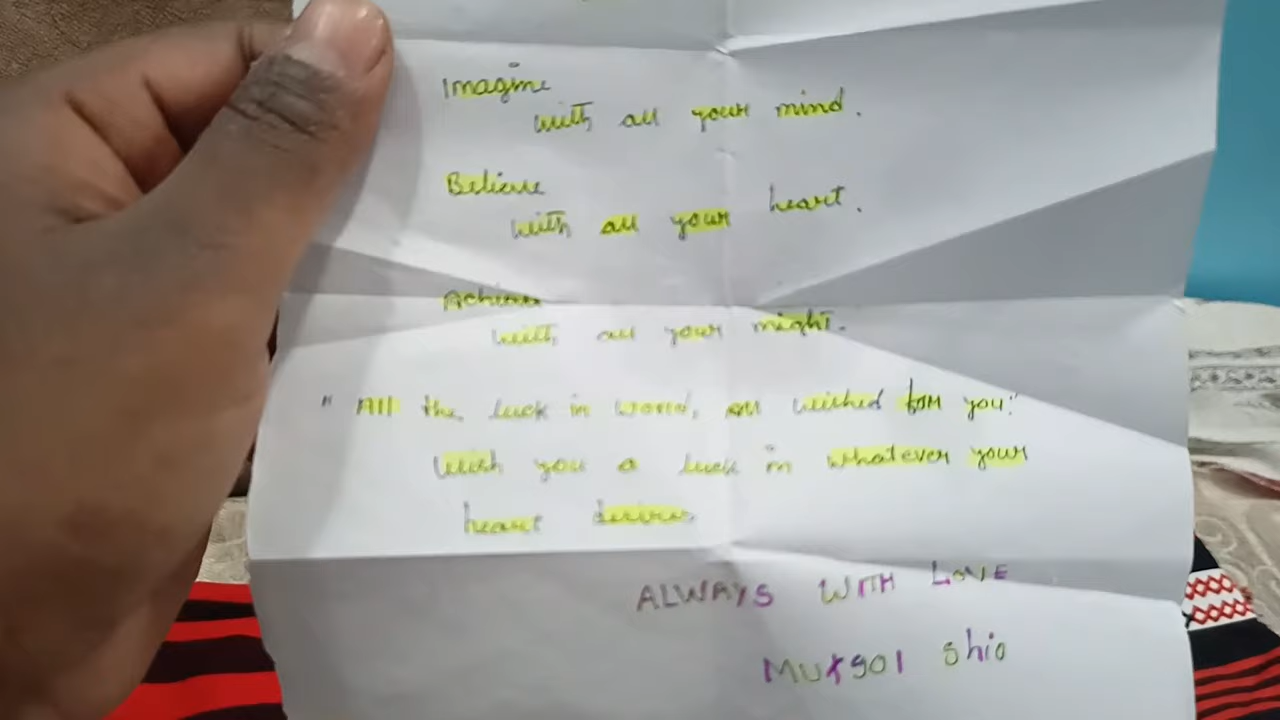 Imagine
with all your mind.
Believe
with all your heart.
Achieve
with all your might.
" All the luck in world, all wished for you."
Wish you a luck in whatever your
heart desires
ALWAYS WITH LOVE
Shio